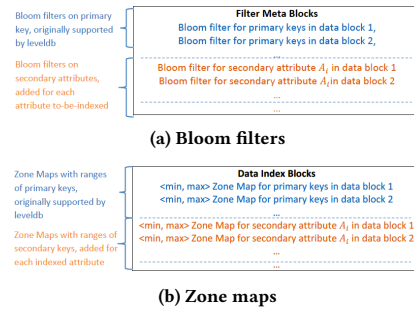 Bloom filters on primary
key, originally supported
by leveldb
Bloom filters on
secondary attributes,
added for each
attribute to-be-indexed
Filter Meta Blocks
Bloom filter for primary keys in data block 1,
Bloom filter for primary keys in data block 2,
...
Bloom filter for secondary attribute A_i in data block 1
Bloom filter for secondary attribute A_i in data block 2
...
...
(a) Bloom filters
Zone Maps with ranges
of primary keys,
originally supported by
leveldb
Zone Maps with ranges of
secondary keys, added for
each indexed attribute
Data Index Blocks
<min, max> Zone Map for primary keys in data block 1
<min, max> Zone Map for primary keys in data block 2
...
<min, max> Zone Map for secondary attribute A_i in data block 1
<min, max> Zone Map for secondary attribute A_i in data block 2
...
...
(b) Zone maps